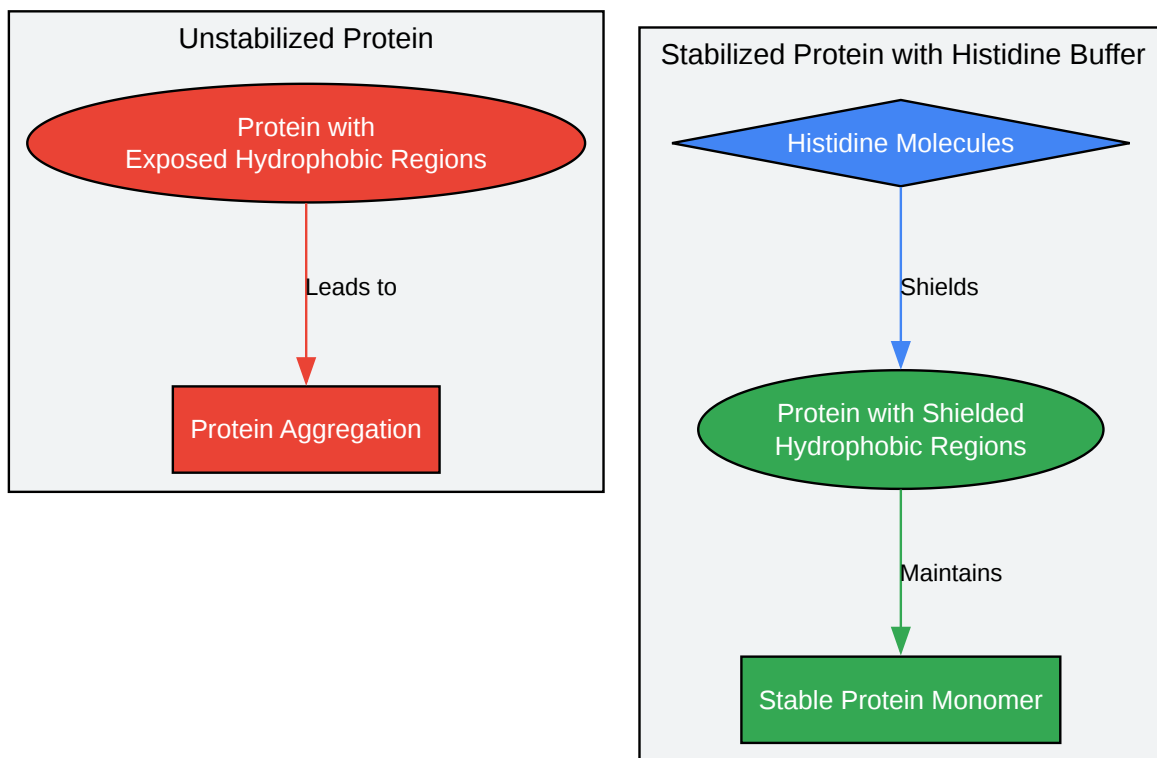 Unstabilized Protein
Protein with
Exposed Hydrophobic Regions
Leads to
Protein Aggregation
Stabilized Protein with Histidine Buffer
Histidine Molecules
Shields
Protein with Shielded
Hydrophobic Regions
Maintains
Stable Protein Monomer